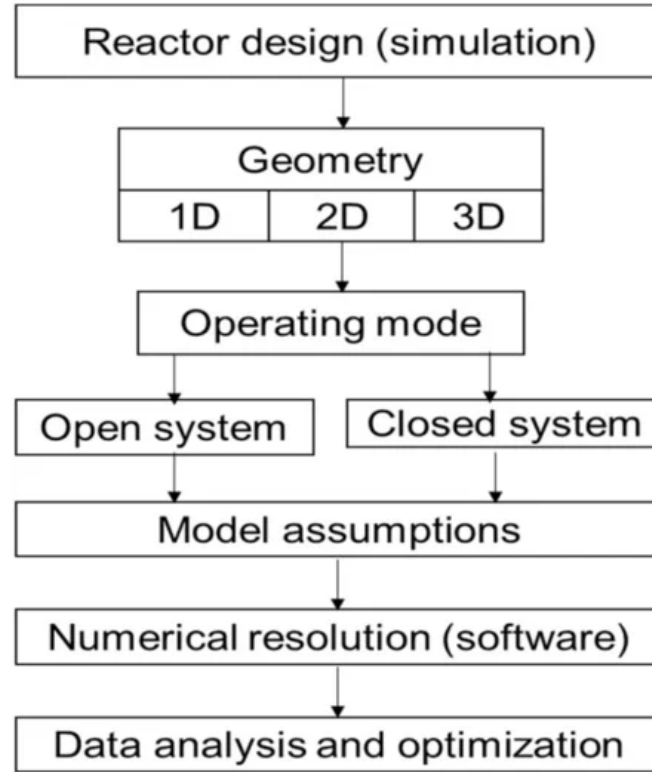 Reactor design (simulation)
Geometry
1D 2D 3D
Operating mode
Open system Closed system
Model assumptions
Numerical resolution (software)
Data analysis and optimization